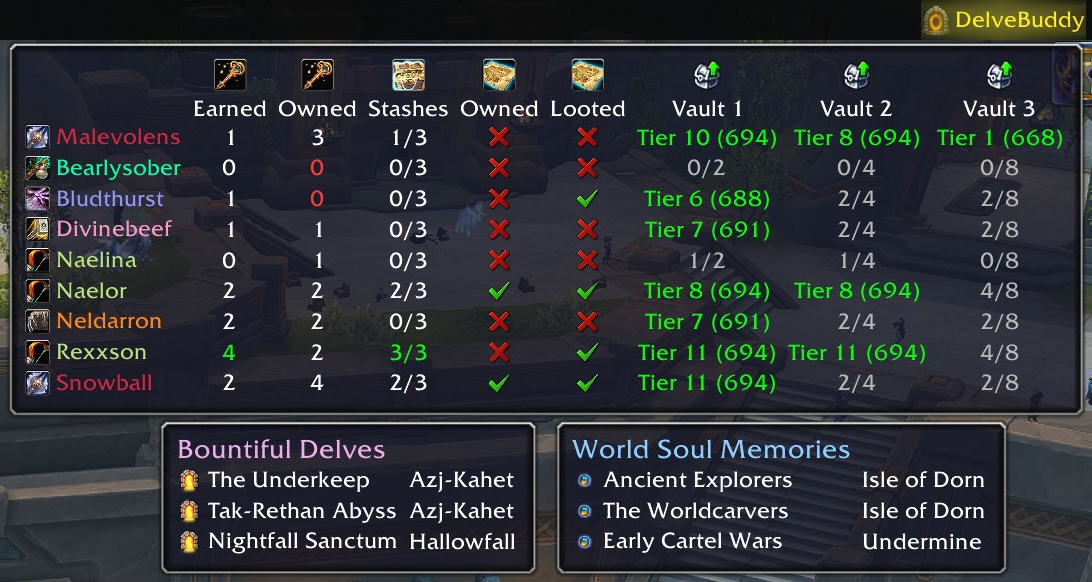 DelveBuddy
Earned Owned Stashes Owned Looted Vault 1 Vault 2 Vault 3
Malevolens 1 3 1/3 Tier 10 (694) Tier 8 (694) Tier 1 (668)
Bearlysober 0 0 0/3 0/2 0/4 0/8
Bludthurst 1 0 0/3 Tier 6 (688) 2/4 2/8
Divinebeef 1 1 0/3 Tier 7 (691) 2/4 2/8
Naelina 0 1 0/3 1/2 1/4 0/8
Naelor 2 2 2/3 Tier 8 (694) Tier 8 (694) 4/8
Neldarron 2 2 0/3 Tier 7 (691) 2/4 2/8
Rexxson 4 2 3/3 Tier 11 (694) Tier 11 (694) 4/8
Snowball 2 4 2/3 Tier 11 (694) 2/4 2/8
Bountiful Delves
The Underkeep Azj-Kahet
Tak-Rethan Abyss Azj-Kahet
Nightfall Sanctum Hallowfall
World Soul Memories
Ancient Explorers Isle of Dorn
The Worldcarvers Isle of Dorn
Early Cartel Wars Undermine